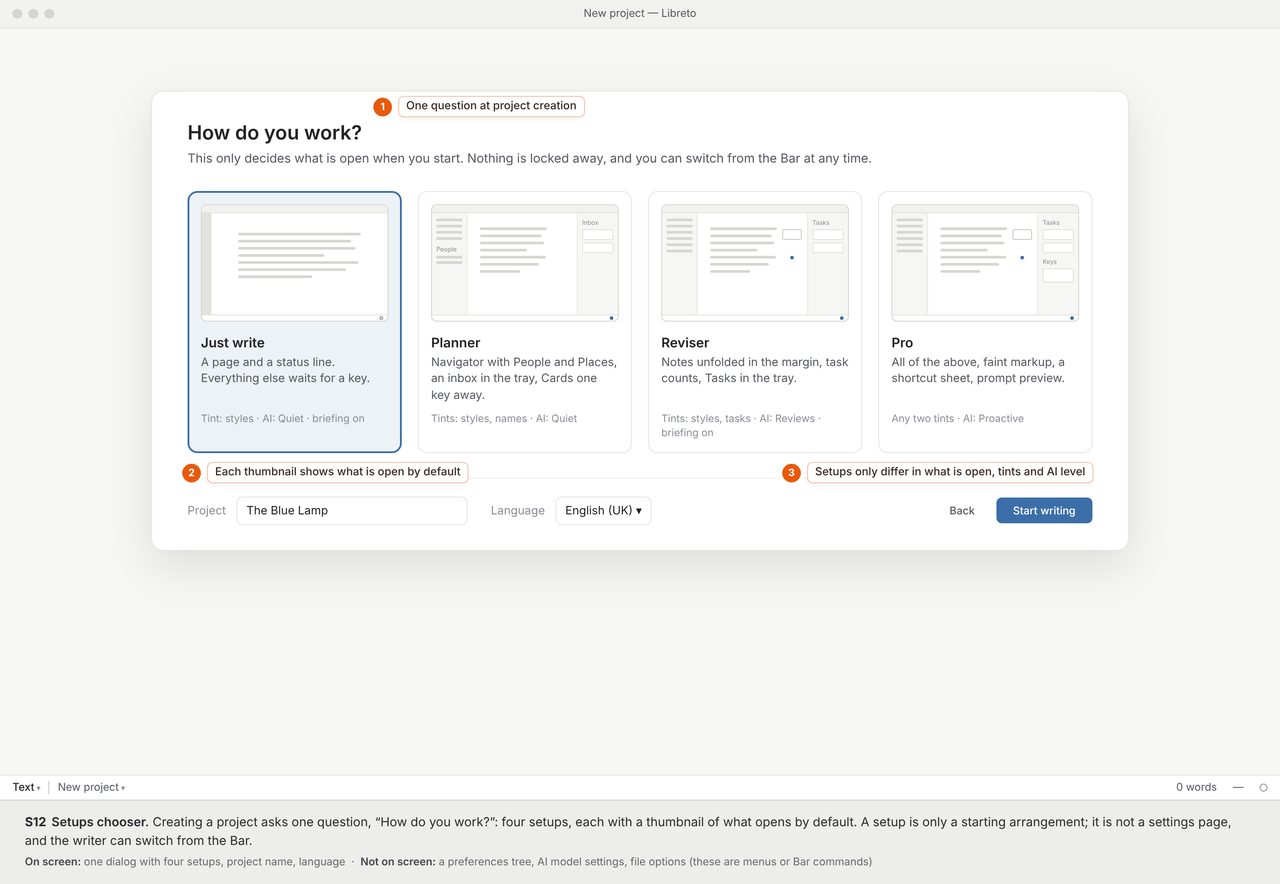 New project — Libreto
1 One question at project creation
How do you work?
This only decides what is open when you start. Nothing is locked away, and you can switch from the Bar at any time.
Just write
A page and a status line.
Everything else waits for a key.
Tint: styles · AI: Quiet · briefing on
People
Inbox
Planner
Navigator with People and Places,
an inbox in the tray, Cards one
key away.
Tints: styles, names · AI: Quiet
Tasks
Reviser
Notes unfolded in the margin, task
counts, Tasks in the tray.
Tints: styles, tasks · AI: Reviews ·
briefing on
Tasks
Keys
Pro
All of the above, faint markup, a
shortcut sheet, prompt preview.
Any two tints · AI: Proactive
2 Each thumbnail shows what is open by default
3 Setups only differ in what is open, tints and AI level
Project The Blue Lamp Language English (UK) ▾ Back Start writing
Text ▾ New project ▾ 0 words —
S12 Setups chooser. Creating a project asks one question, “How do you work?”: four setups, each with a thumbnail of what opens by default. A setup is only a starting arrangement; it is not a settings page,
and the writer can switch from the Bar.
On screen: one dialog with four setups, project name, language · Not on screen: a preferences tree, AI model settings, file options (these are menus or Bar commands)